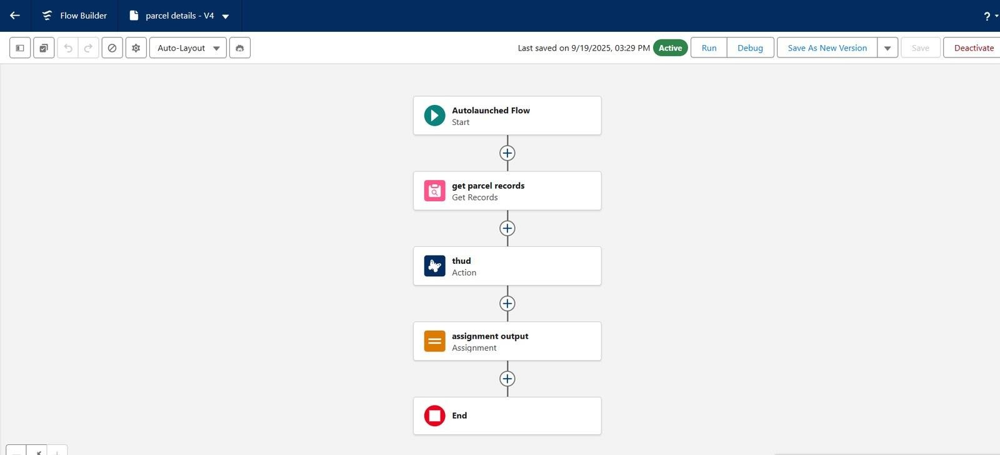 Flow Builder
parcel details - V4
?
Auto-Layout
Last saved on 9/19/2025, 03:29 PM
Active
Run
Debug
Save As New Version
Save
Deactivate
Autolaunched Flow
Start
get parcel records
Get Records
thud
Action
assignment output
Assignment
End